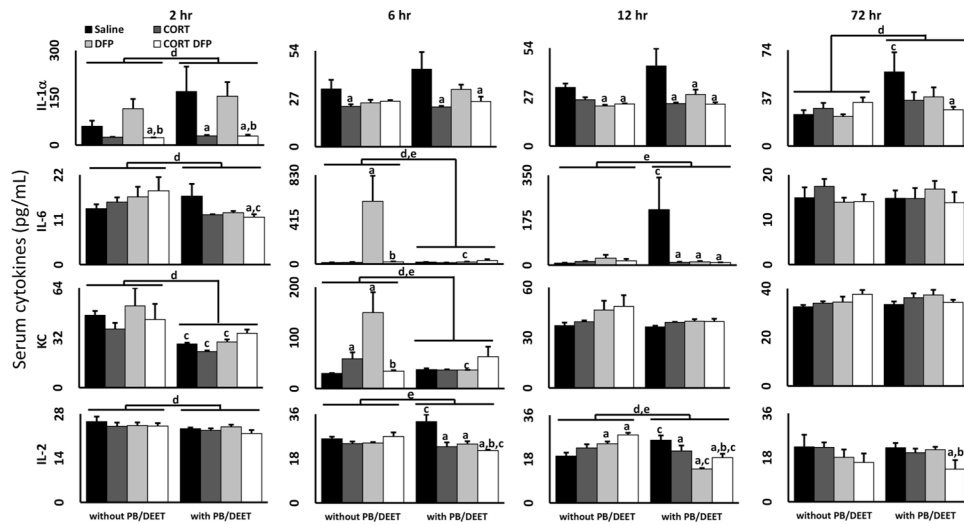 2 hr
6 hr
12 hr
72 hr
Saline
CORT
DFP
CORT DFP
Serum cytokines (pg/mL)
IL-1α
300
150
0
d
a,b
a
a,b
54
27
0
a
a
a
54
27
0
a
a
a
a
a
74
37
0
d
c
a
IL-6
22
11
0
d
a,c
830
415
0
d,e
a
b
c
350
175
0
e
c
a
a
a
20
10
0
KC
64
32
0
d
c
c
c
200
100
0
d,e
a
a
b
c
60
30
0
40
20
0
IL-2
28
14
0
d
36
18
0
e
c
a
a
a,b,c
36
18
0
d,e
a
a
c
a
a,c
a,b,c
36
18
0
a,b
without PB/DEET
with PB/DEET
without PB/DEET
with PB/DEET
without PB/DEET
with PB/DEET
without PB/DEET
with PB/DEET